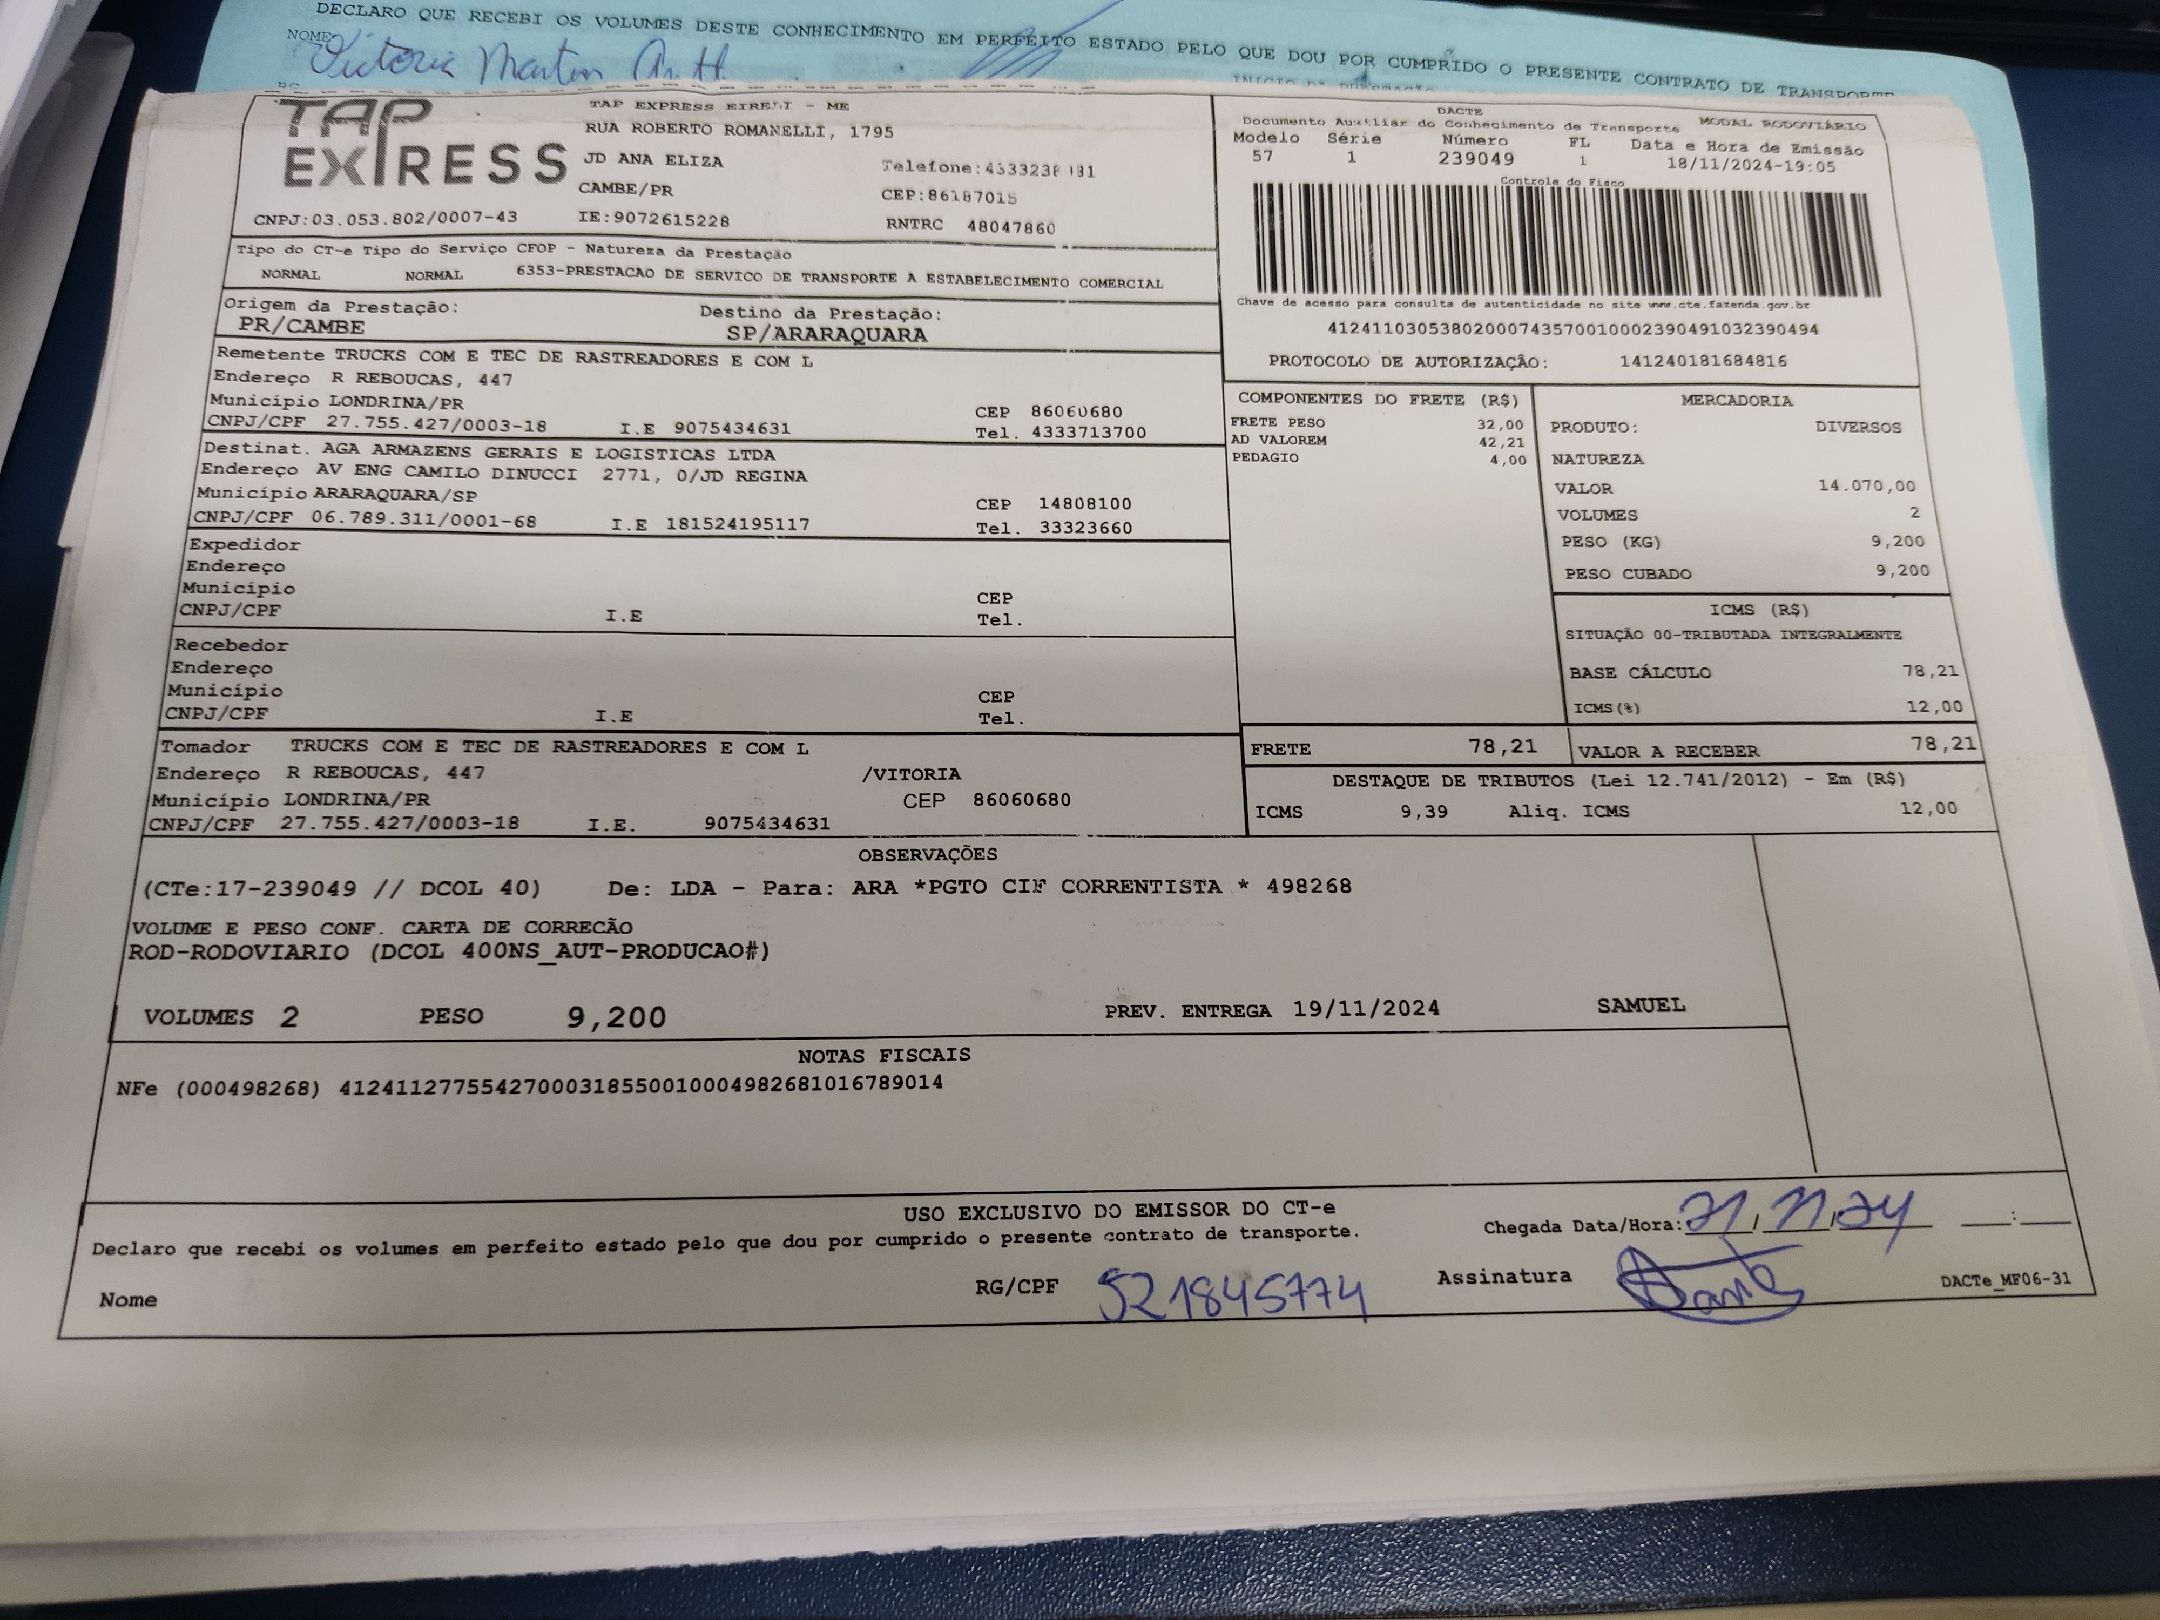 DECLARO QUE RECEBI OS VOLUMES DESTE CONHECIMENTO EM PERFEITO ESTADO PELO QUE DOU POR CUMPRIDO O PRESENTE CONTRATO DE TRANSPORTE
NOME Victoria Martin
TAP EXPRESS
TAP EXPRESS EIRELI - ME
RUA ROBERTO ROMANELLI, 1795
JD ANA ELIZA
CAMBE/PR
CEP:86187015
CNPJ:03.053.802/0007-43 IE:9072615228 RNTRC 48047860
DACTE
Documento Auxiliar do Conhecimento de Transporte MODAL RODOVIÁRIO
Modelo Série Número FL Data e Hora de Emissão
57 1 239049 1 18/11/2024-19:05
Controle do Fisco
Chave de acesso para consulta de autenticidade no site www.cte.fazenda.gov.br
41241103053802000743570010002390491032390494
PROTOCOLO DE AUTORIZAÇÃO: 141240181684816
Tipo do CT-e Tipo do Serviço CFOP - Natureza da Prestação
NORMAL NORMAL 6353-PRESTACAO DE SERVICO DE TRANSPORTE A ESTABELECIMENTO COMERCIAL
Origem da Prestação: Destino da Prestação:
PR/CAMBE SP/ARARAQUARA
Remetente TRUCKS COM E TEC DE RASTREADORES E COM L
Endereço R REBOUCAS, 447
Município LONDRINA/PR CEP 86060680
CNPJ/CPF 27.755.427/0003-18 I.E 9075434631 Tel. 4333713700
Destinat. AGA ARMAZENS GERAIS E LOGISTICAS LTDA
Endereço AV ENG CAMILO DINUCCI 2771, 0/JD REGINA
Município ARARAQUARA/SP CEP 14808100
CNPJ/CPF 06.789.311/0001-68 I.E 181524195117 Tel. 33323660
Expedidor
Endereço
Município CEP
CNPJ/CPF I.E Tel.
Recebedor
Endereço
Município CEP
CNPJ/CPF I.E Tel.
Tomador TRUCKS COM E TEC DE RASTREADORES E COM L
Endereço R REBOUCAS, 447 /VITORIA
Município LONDRINA/PR CEP 86060680
CNPJ/CPF 27.755.427/0003-18 I.E. 9075434631
COMPONENTES DO FRETE (R$)
FRETE PESO 32,00
AD VALOREM 42,21
PEDAGIO 4,00
MERCADORIA
PRODUTO: DIVERSOS
NATUREZA
VALOR 14.070,00
VOLUMES 2
PESO (KG) 9,200
PESO CUBADO 9,200
ICMS (R$)
SITUAÇÃO 00-TRIBUTADA INTEGRALMENTE
BASE CÁLCULO 78,21
ICMS(%) 12,00
FRETE 78,21 VALOR A RECEBER 78,21
DESTAQUE DE TRIBUTOS (Lei 12.741/2012) - Em (R$)
ICMS 9,39 Aliq. ICMS 12,00
OBSERVAÇÕES
(CTe:17-239049 // DCOL 40) De: LDA - Para: ARA *PGTO CIF CORRENTISTA * 498268
VOLUME E PESO CONF. CARTA DE CORRECÃO
ROD-RODOVIARIO (DCOL 400NS_AUT-PRODUCAO#)
VOLUMES 2 PESO 9,200 PREV. ENTREGA 19/11/2024 SAMUEL
NOTAS FISCAIS
NFe (000498268) 41241127755427000318550010004982681016789014
USO EXCLUSIVO DO EMISSOR DO CT-e
Declaro que recebi os volumes em perfeito estado pelo que dou por cumprido o presente contrato de transporte. Chegada Data/Hora: 21/11/24 :
Nome RG/CPF 521845774 Assinatura DACTe_MF06-31